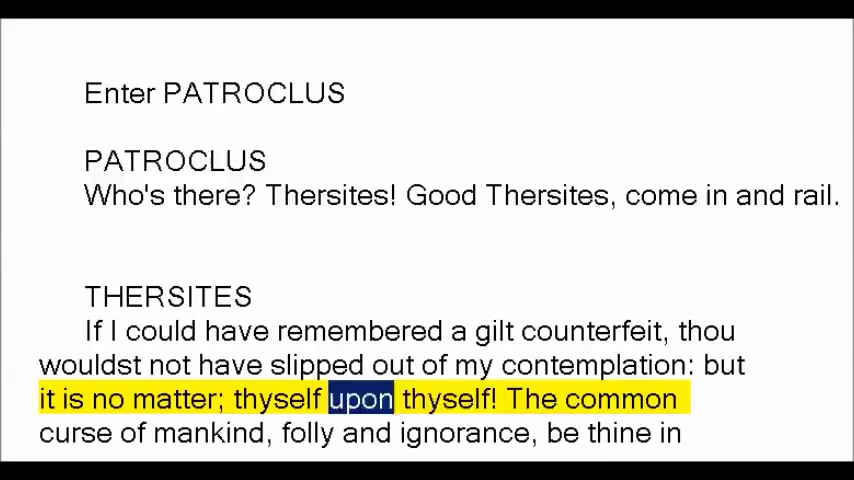 Enter PATROCLUS
PATROCLUS
Who's there? Thersites! Good Thersites, come in and rail.
THERSITES
If I could have remembered a gilt counterfeit, thou
wouldst not have slipped out of my contemplation: but
it is no matter; thyself upon thyself! The common
curse of mankind, folly and ignorance, be thine in